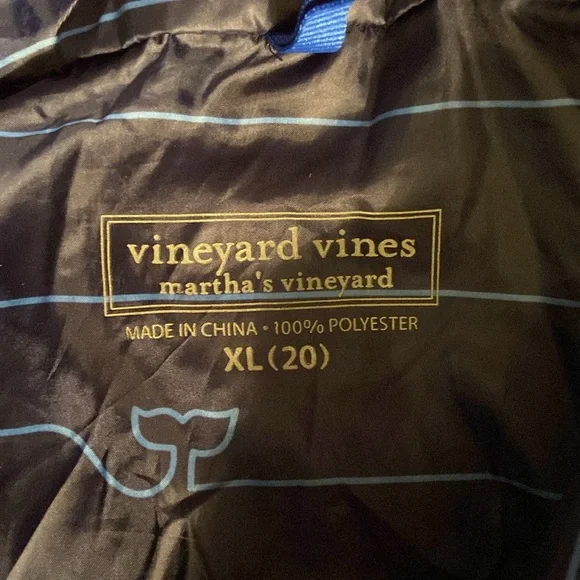 vineyard vines
martha's vineyard
MADE IN CHINA • 100% POLYESTER
XL (20)